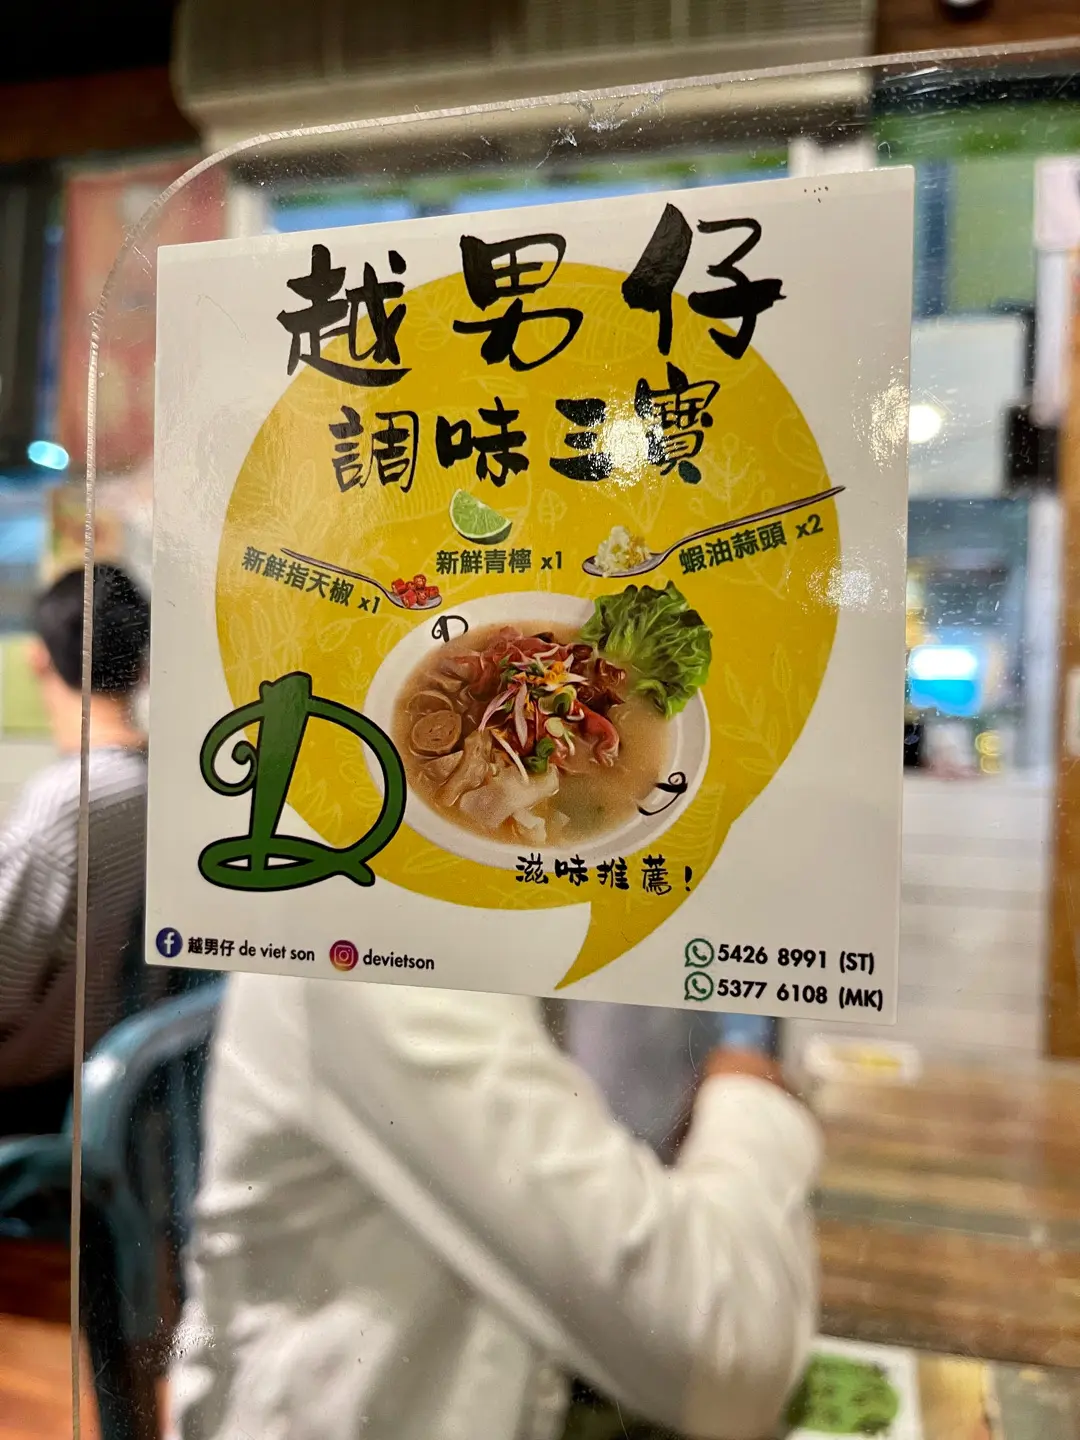 越男仔
調味三寶
新鮮指天椒 x1
新鮮青檸 x1
蝦油蒜頭 x2
D
D
滋味推薦!
越男仔 de viet son
devietson
5426 8991 (ST)
5377 6108 (MK)